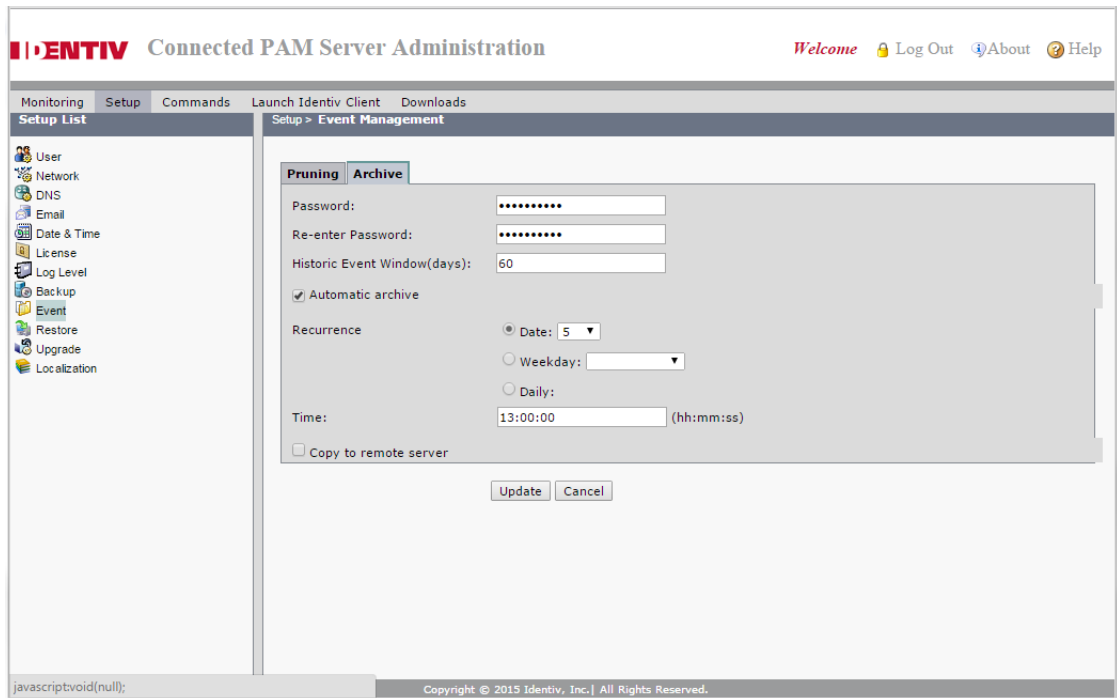 IDENTIV Connected PAM Server Administration Welcome Log Out About Help
Monitoring Setup Commands Launch Identiv Client Downloads
Setup List
User
Network
DNS
Email
Date & Time
License
Log Level
Backup
Event
Restore
Upgrade
Localization
Setup > Event Management
Pruning Archive
Password: ••••••••••
Re-enter Password: ••••••••••
Historic Event Window(days): 60
Automatic archive
Recurrence Date: 5
Weekday:
Daily:
Time: 13:00:00 (hh:mm:ss)
Copy to remote server
Update Cancel
javascript:void(null);
Copyright © 2015 Identiv, Inc.| All Rights Reserved.